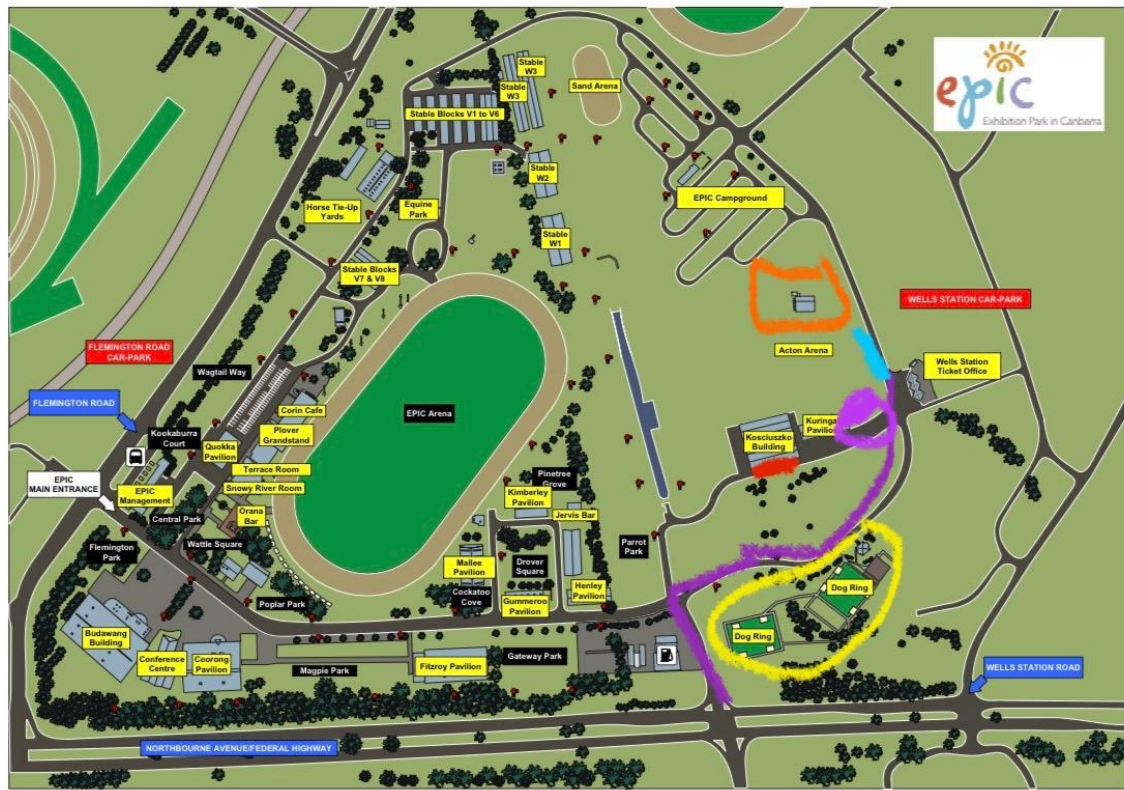 epic
Exhibition Park in Canberra
Stable
W3
Stable
W3
Sand Arena
Stable Blocks V1 to V6
Stable
W2
Horse Tie-Up
Yards
Equine
Park
EPIC Campground
Stable
W1
Stable Blocks
V7 & V8
WELLS STATION CAR-PARK
FLEMINGTON ROAD
CAR-PARK
Acton Arena
Wells Station
Ticket Office
Wagtail Way
FLEMINGTON ROAD
Corin Cafe
EPIC Arena
Plover
Grandstand
Kookaburra
Court
Quokka
Pavilion
Kuringa
Pavilion
Kosciuszko
Building
Terrace Room
Snowy River Room
EPIC
MAIN ENTRANCE
EPIC
Management
Pinetree
Grove
Kimberley
Pavilion
Jervis Bar
Orana
Bar
Central Park
Flemington
Park
Wattle Square
Parrot
Park
Mallee
Pavilion
Drover
Square
Dog Ring
Henley
Pavilion
Cockatoo
Cove
Gummeroo
Pavilion
Poplar Park
Dog Ring
Budawang
Building
Conference
Centre
Coorong
Pavilion
Magpie Park
Fitzroy Pavilion
Gateway Park
WELLS STATION ROAD
NORTHBOURNE AVENUE/FEDERAL HIGHWAY